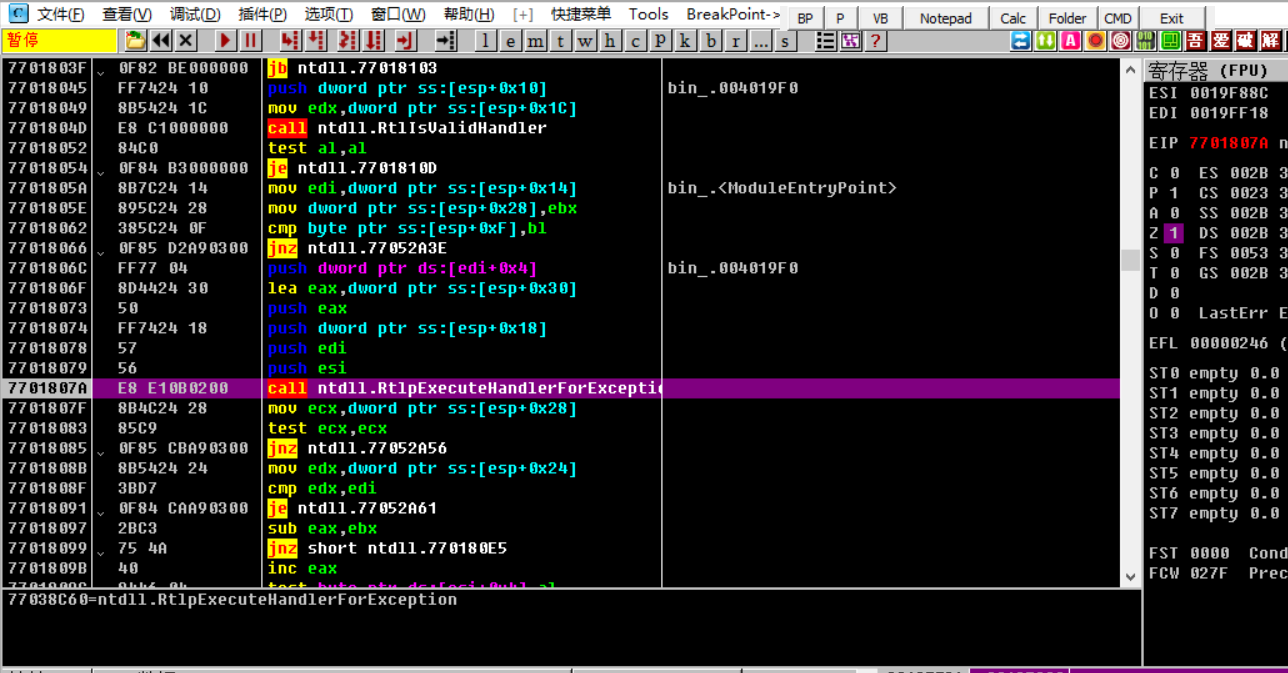 C 文件(F) 查看(V) 调试(D) 插件(P) 选项(T) 窗口(W) 帮助(H) [+] 快捷菜单 Tools BreakPoint-> BP P VB Notepad Calc Folder CMD Exit
暂停 l e m t w h c P k b r ... s ? A 吾 爱 破 解
7701803F 0F82 BE000000 jb ntdll.77018103
77018045 FF7424 10 push dword ptr ss:[esp+0x10] bin_.004019F0
77018049 8B5424 1C mov edx,dword ptr ss:[esp+0x1C]
7701804D E8 C1000000 call ntdll.RtlIsValidHandler
77018052 84C0 test al,al
77018054 0F84 B3000000 je ntdll.7701810D
7701805A 8B7C24 14 mov edi,dword ptr ss:[esp+0x14] bin_.<ModuleEntryPoint>
7701805E 895C24 28 mov dword ptr ss:[esp+0x28],ebx
77018062 385C24 0F cmp byte ptr ss:[esp+0xF],bl
77018066 0F85 D2A90300 jnz ntdll.77052A3E
7701806C FF77 04 push dword ptr ds:[edi+0x4] bin_.004019F0
7701806F 8D4424 30 lea eax,dword ptr ss:[esp+0x30]
77018073 50 push eax
77018074 FF7424 18 push dword ptr ss:[esp+0x18]
77018078 57 push edi
77018079 56 push esi
7701807A E8 E10B0200 call ntdll.RtlpExecuteHandlerForExceptio
7701807F 8B4C24 28 mov ecx,dword ptr ss:[esp+0x28]
77018083 85C9 test ecx,ecx
77018085 0F85 CBA90300 jnz ntdll.77052A56
7701808B 8B5424 24 mov edx,dword ptr ss:[esp+0x24]
7701808F 3BD7 cmp edx,edi
77018091 0F84 CAA90300 je ntdll.77052A61
77018097 2BC3 sub eax,ebx
77018099 75 4A jnz short ntdll.770180E5
7701809B 40 inc eax
77038C60=ntdll.RtlpExecuteHandlerForException
寄存器 (FPU)
ESI 0019F88C
EDI 0019FF18
EIP 7701807A n
C 0 ES 002B 3
P 1 CS 0023 3
A 0 SS 002B 3
Z 1 DS 002B 3
S 0 FS 0053 3
T 0 GS 002B 3
D 0
O 0 LastErr E
EFL 00000246 (
ST0 empty 0.0
ST1 empty 0.0
ST2 empty 0.0
ST3 empty 0.0
ST4 empty 0.0
ST5 empty 0.0
ST6 empty 0.0
ST7 empty 0.0
FST 0000 Cond
FCW 027F Prec